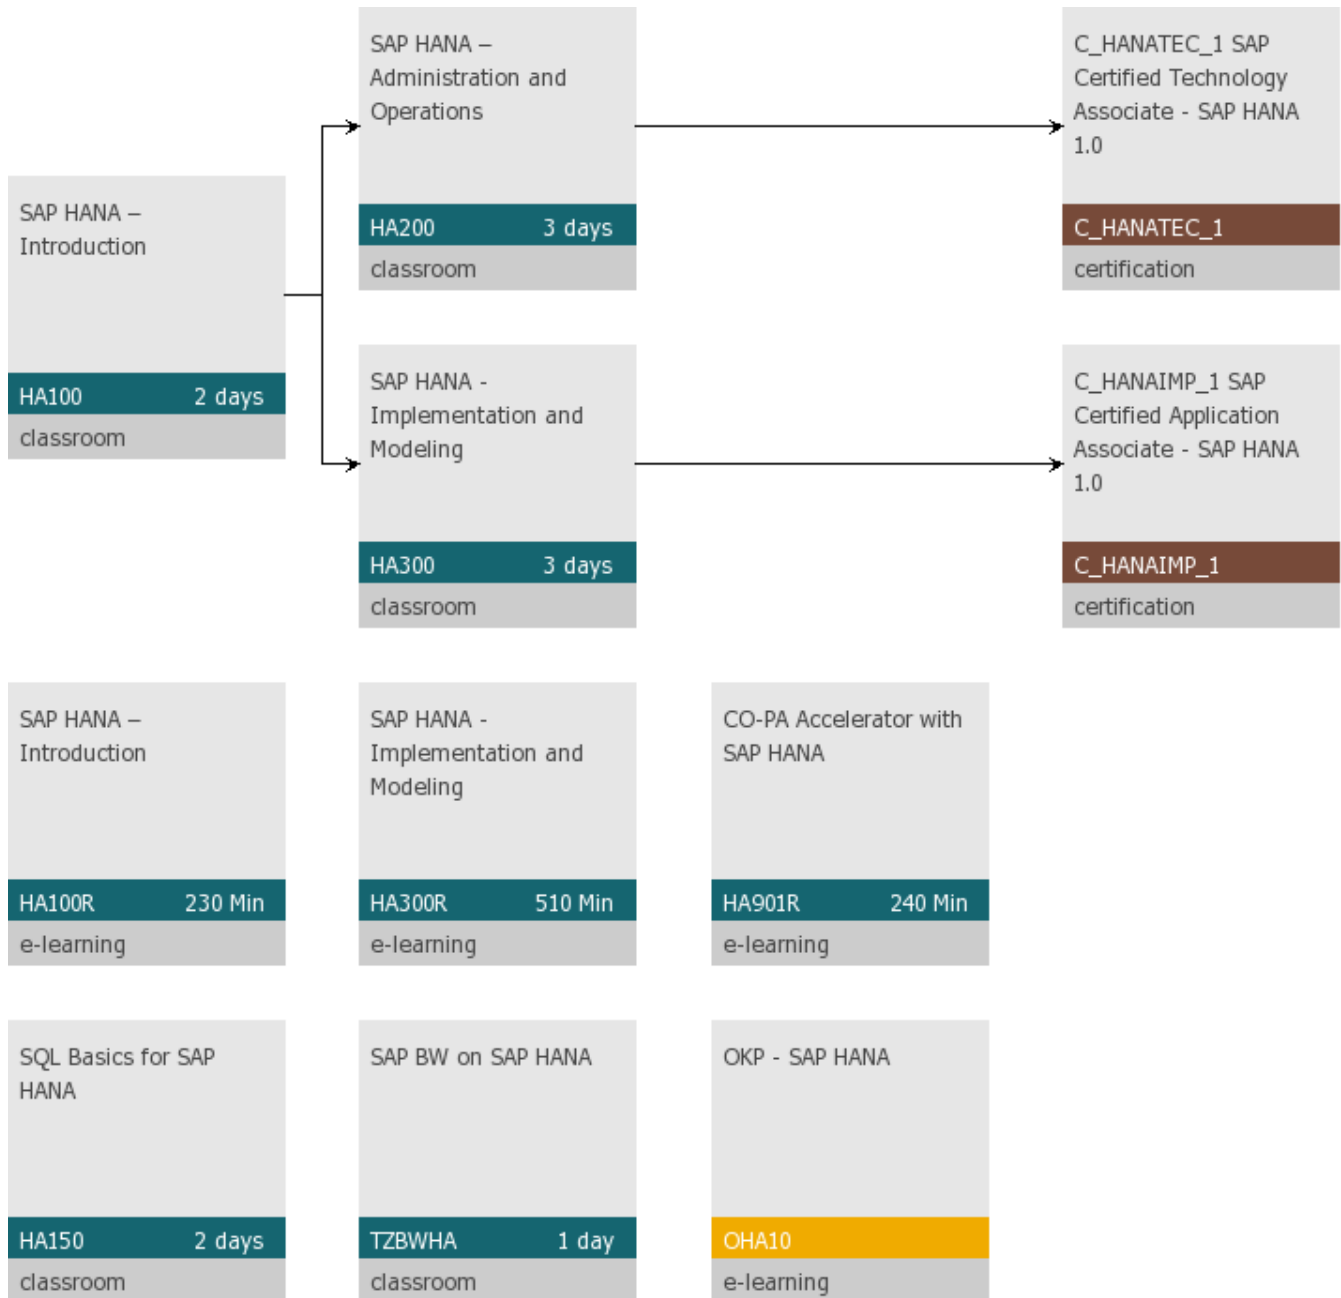 SAP HANA –
Introduction
HA100 2 days
classroom
SAP HANA –
Administration and
Operations
HA200 3 days
classroom
C_HANATEC_1 SAP
Certified Technology
Associate - SAP HANA
1.0
C_HANATEC_1
certification
SAP HANA -
Implementation and
Modeling
HA300 3 days
classroom
C_HANAIMP_1 SAP
Certified Application
Associate - SAP HANA
1.0
C_HANAIMP_1
certification
SAP HANA –
Introduction
HA100R 230 Min
e-learning
SAP HANA -
Implementation and
Modeling
HA300R 510 Min
e-learning
CO-PA Accelerator with
SAP HANA
HA901R 240 Min
e-learning
SQL Basics for SAP
HANA
HA150 2 days
classroom
SAP BW on SAP HANA
TZBWHA 1 day
classroom
OKP - SAP HANA
OHA10
e-learning